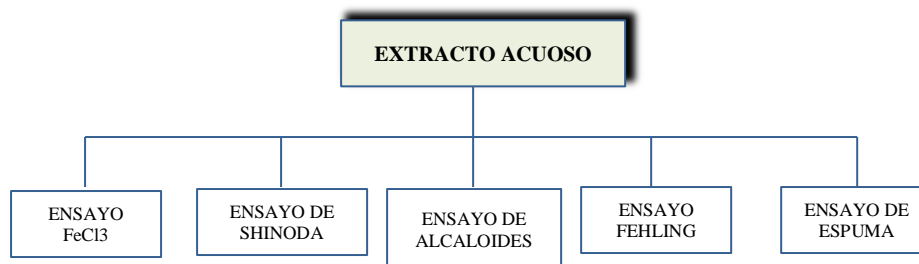 EXTRACTO ACUOSO
ENSAYO
FeCl3
ENSAYO DE
SHINODA
ENSAYO DE
ALCALOIDES
ENSAYO
FEHLING
ENSAYO DE
ESPUMA